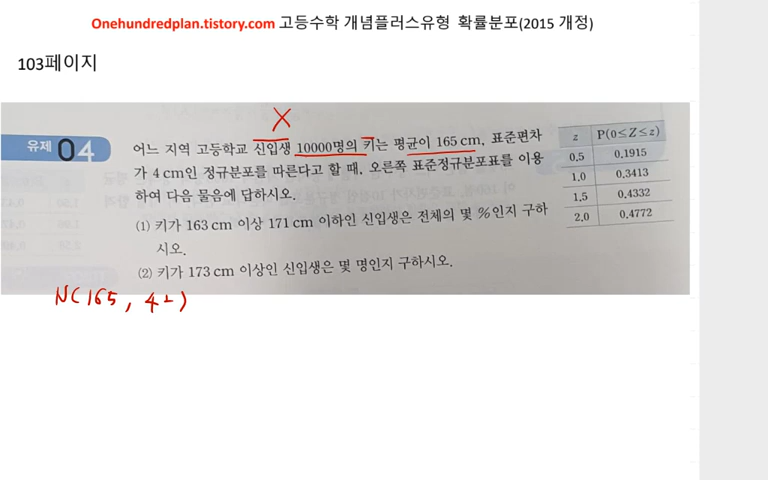 Onehundredplan.tistory.com 고등수학 개념플러스유형 확률분포(2015 개정)
103페이지
X
유제 04
어느 지역 고등학교 신입생 10000명의 키는 평균이 165 cm, 표준편차
가 4 cm인 정규분포를 따른다고 할 때, 오른쪽 표준정규분포표를 이용
하여 다음 물음에 답하시오.
(1) 키가 163 cm 이상 171 cm 이하인 신입생은 전체의 몇 %인지 구하
시오.
(2) 키가 173 cm 이상인 신입생은 몇 명인지 구하시오.
z P(0≤Z≤z)
0.5 0.1915
1.0 0.3413
1.5 0.4332
2.0 0.4772
N(165, 4²)